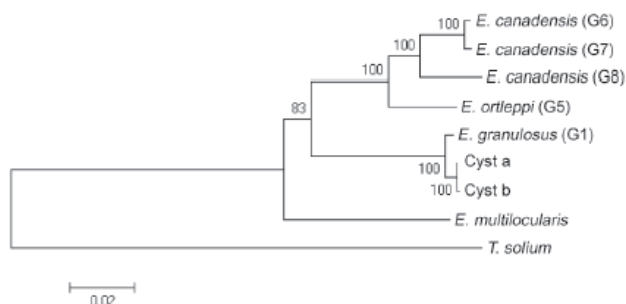 100 E. canadensis (G6)
100 E. canadensis (G7)
100 E. canadensis (G8)
83 E. ortleppi (G5)
E. granulosus (G1)
100 Cyst a
100 Cyst b
E. multilocularis
T. solium
0.02